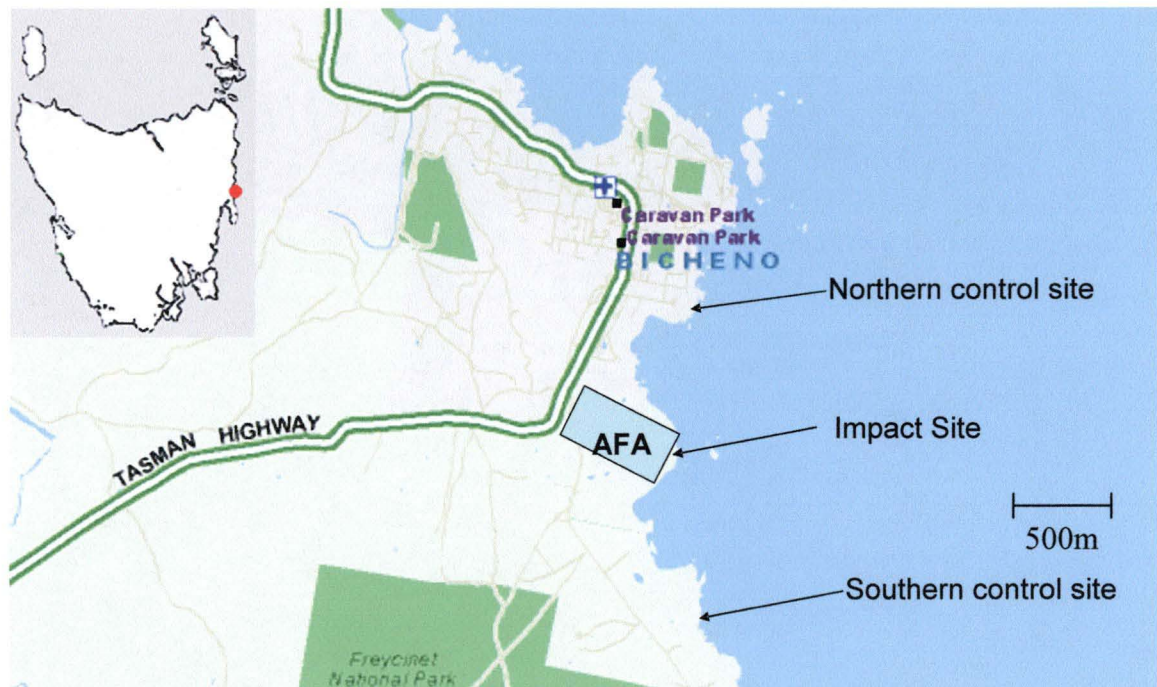 Caravan Park
Caravan Park
BICHENO
Northern control site
TASMAN HIGHWAY
AFA
Impact Site
500m
Southern control site
Freycinet
National Park